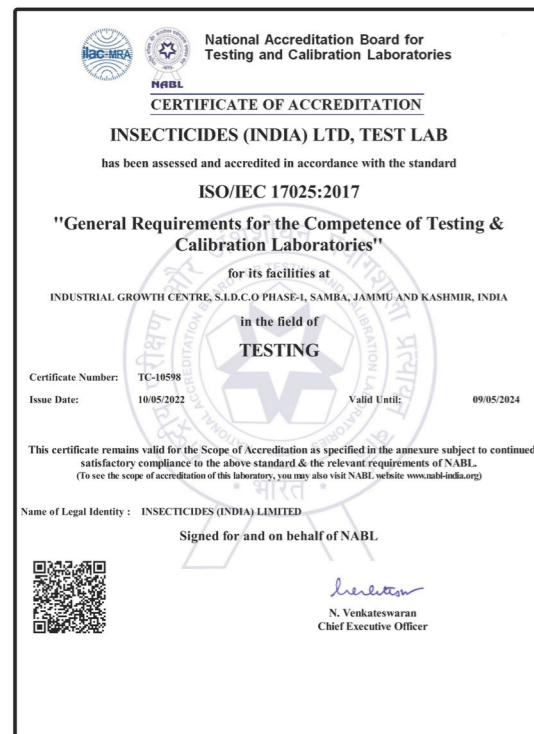 ilac-MRA
NABL
National Accreditation Board for
Testing and Calibration Laboratories
CERTIFICATE OF ACCREDITATION
INSECTICIDES (INDIA) LTD, TEST LAB
has been assessed and accredited in accordance with the standard
ISO/IEC 17025:2017
"General Requirements for the Competence of Testing &
Calibration Laboratories"
for its facilities at
INDUSTRIAL GROWTH CENTRE, S.I.D.C.O PHASE-1, SAMBA, JAMMU AND KASHMIR, INDIA
in the field of
TESTING
Certificate Number: TC-10598
Issue Date: 10/05/2022 Valid Until: 09/05/2024
This certificate remains valid for the Scope of Accreditation as specified in the annexure subject to continued
satisfactory compliance to the above standard & the relevant requirements of NABL.
(To see the scope of accreditation of this laboratory, you may also visit NABL website www.nabl-india.org)
भारत
Name of Legal Identity : INSECTICIDES (INDIA) LIMITED
Signed for and on behalf of NABL
N. Venkateswaran
Chief Executive Officer